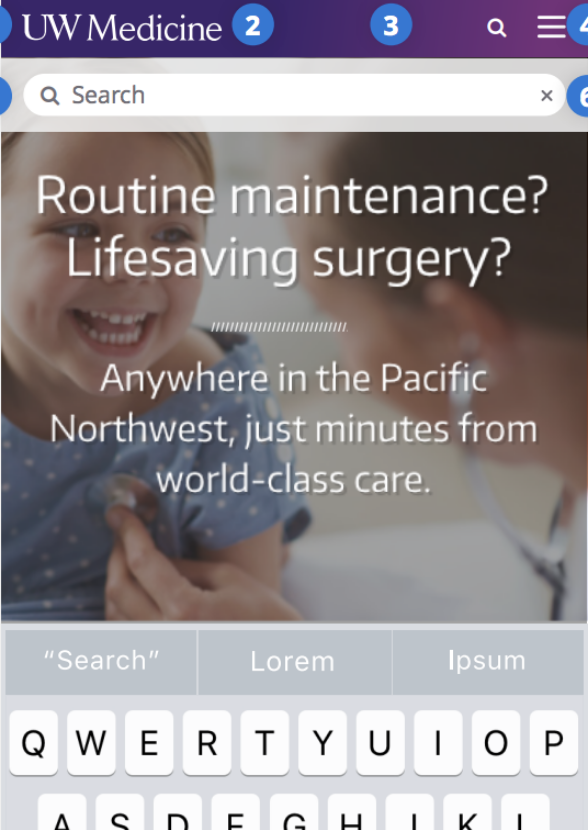 UW Medicine 2 3 4
Search × 6
Routine maintenance?
Lifesaving surgery?
Anywhere in the Pacific
Northwest, just minutes from
world-class care.
“Search” Lorem Ipsum
Q W E R T Y U I O P
A S D F G H J K L